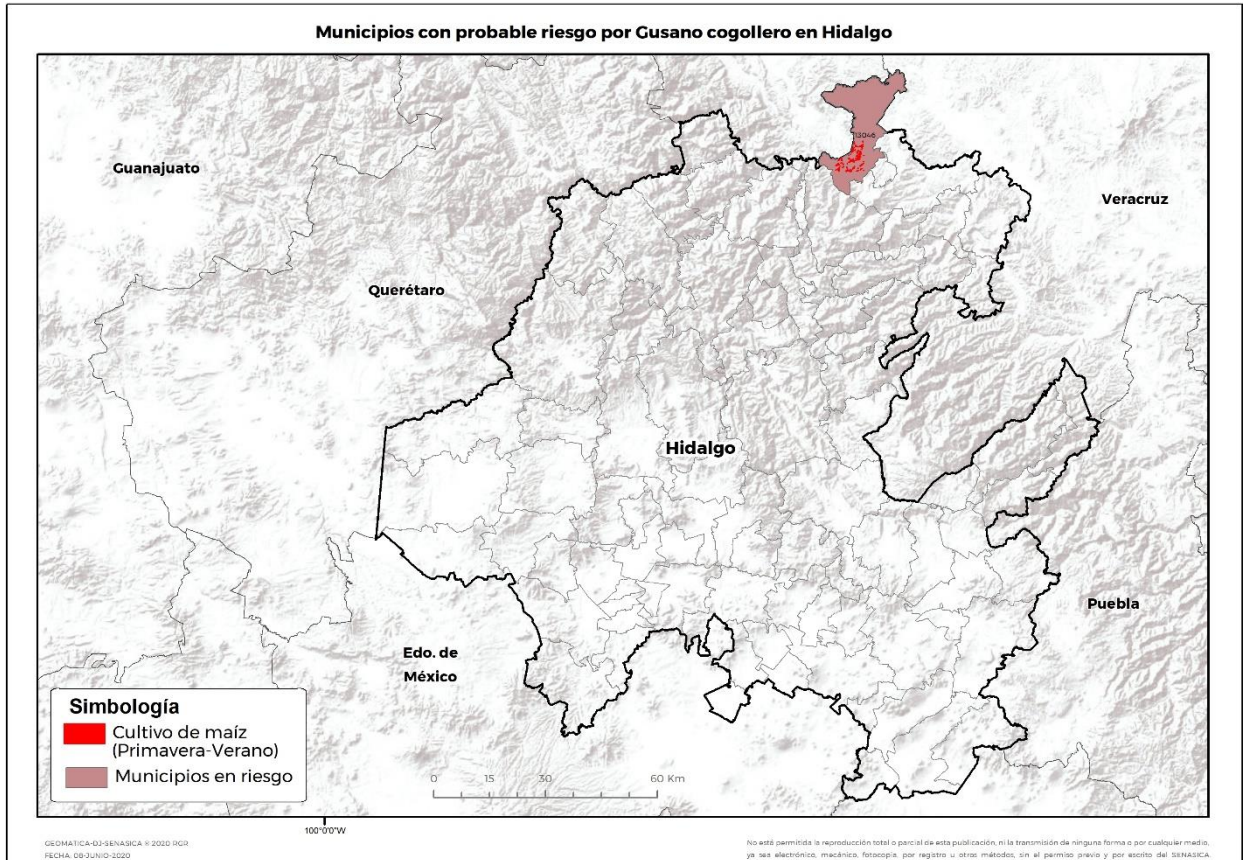 Municipios con probable riesgo por Gusano cogollero en Hidalgo
13046
Guanajuato
Veracruz
Querétaro
Hidalgo
Puebla
Edo. de
México
Simbología
Cultivo de maíz
(Primavera-Verano)
Municipios en riesgo
0 15 30 60 Km
100°0'0"W
GEOMATICA-DJ-SENASICA © 2020 RGR
FECHA: 08-JUNIO-2020
No está permitida la reproducción total o parcial de esta publicación, ni la transmisión de ninguna forma o por cualquier medio,
ya sea electrónico, mecánico, fotocopia, por registro u otros métodos, sin el permiso previo y por escrito del SENASICA.